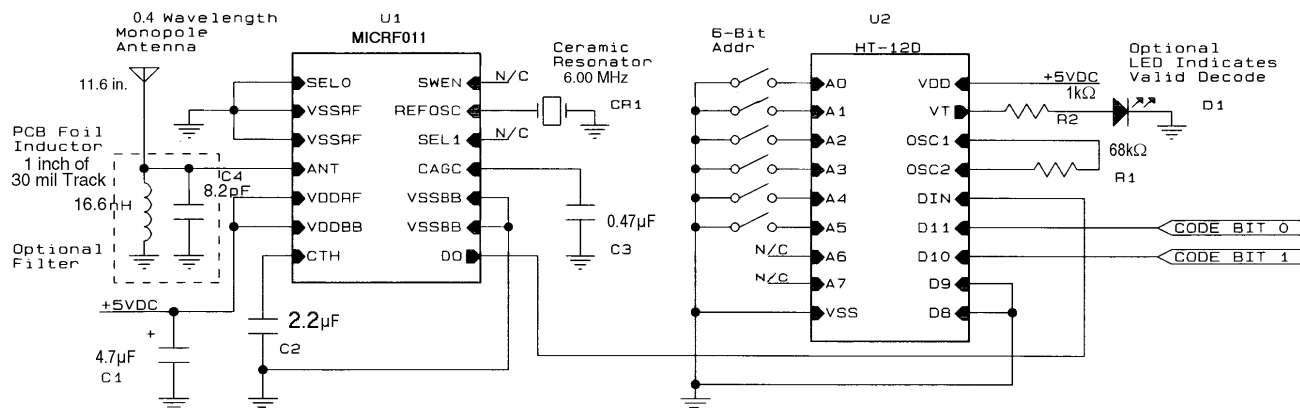 0.4 Wavelength
Monopole
Antenna
11.6 in.
PCB Foil
Inductor
1 inch of
30 mil Track
16.6nH
Optional
Filter
C4
8.2pF
+5VDC
+
4.7µF
C1
2.2µF
C2
U1
MICRF011
SEL0
VSSRF
VSSRF
ANT
VDDRF
VDDBB
CTH
SWEN
REFOSC
SEL1
CAGC
VSSBB
VSSBB
DO
N/C
N/C
Ceramic
Resonator
6.00 MHz
CR1
0.47µF
C3
6-Bit
Addr
N/C
N/C
U2
HT-12D
A0
A1
A2
A3
A4
A5
A6
A7
VSS
VDD
VT
OSC1
OSC2
DIN
D11
D10
D9
D8
+5VDC
1kΩ
R2
68kΩ
R1
Optional
LED Indicates
Valid Decode
D1
CODE BIT 0
CODE BIT 1